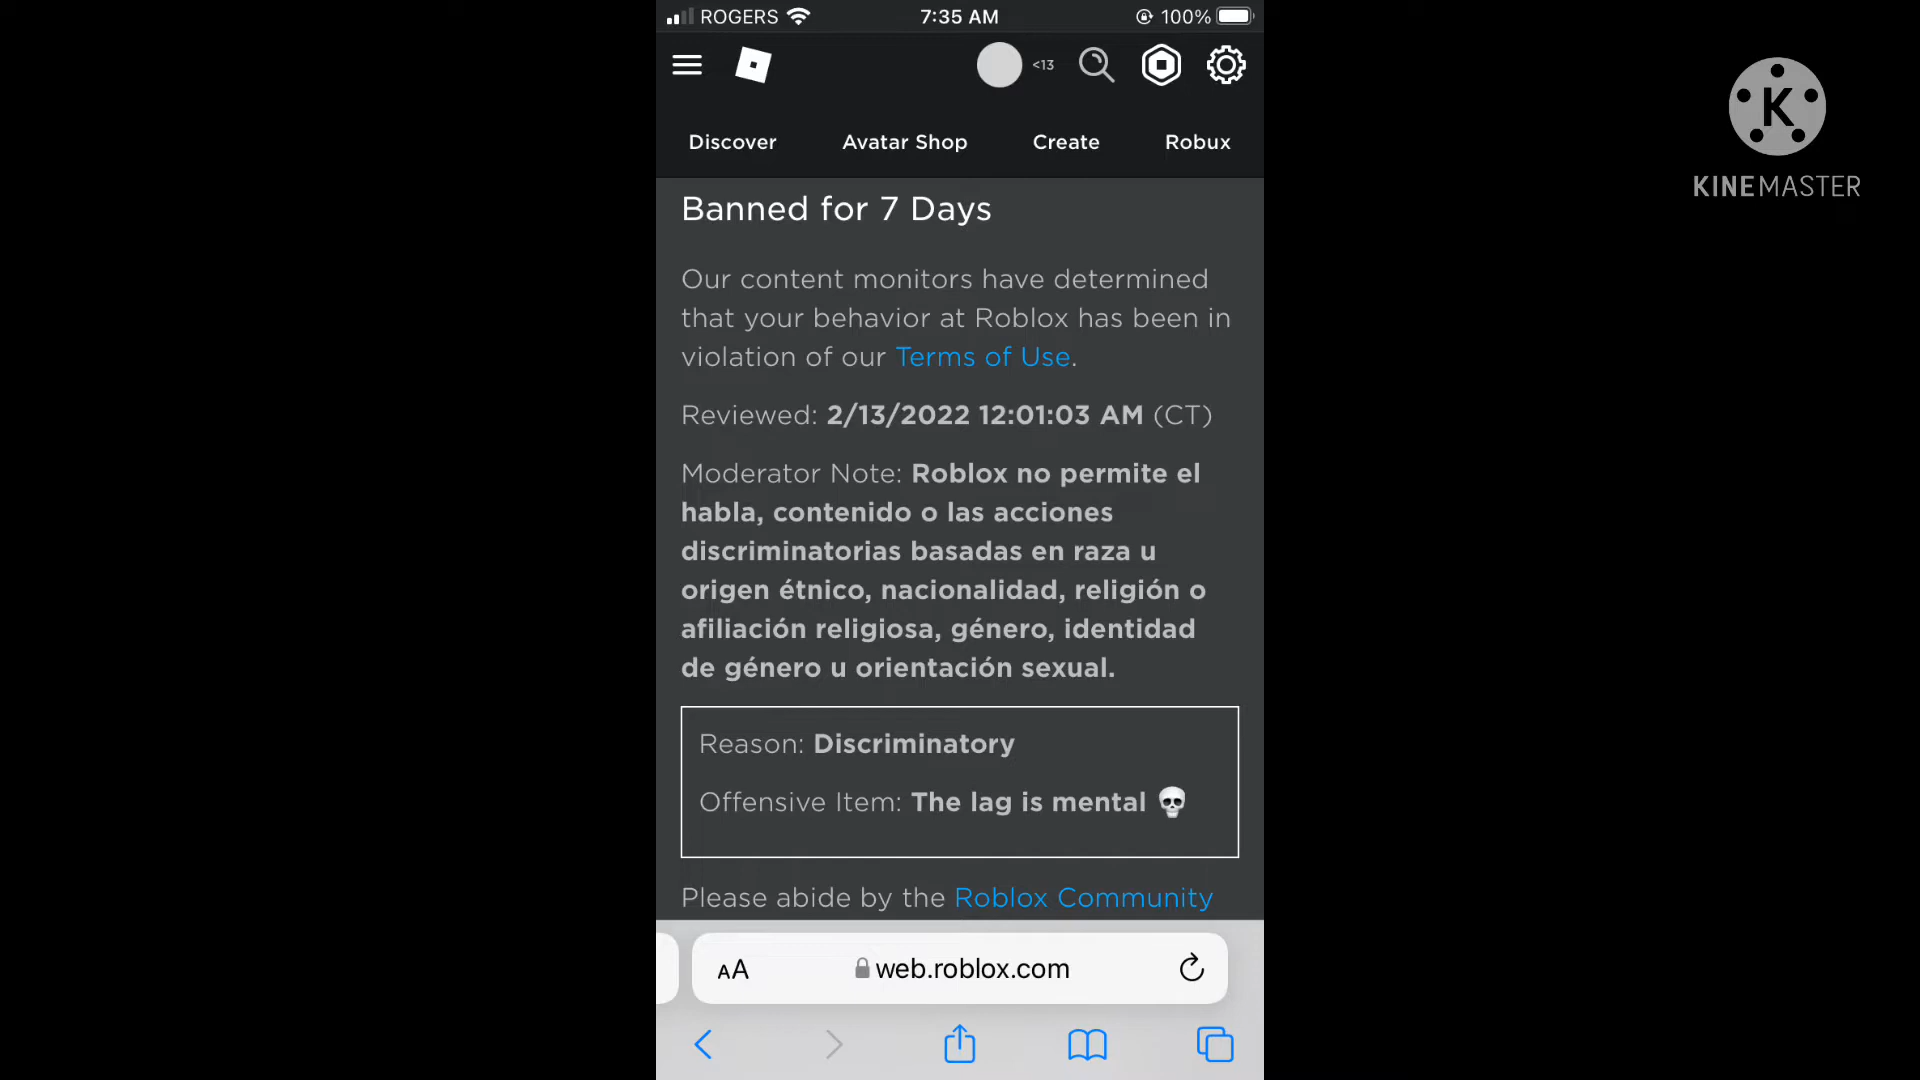 ROGERS 7:35 AM 100%
<13
Discover Avatar Shop Create Robux
Banned for 7 Days
Our content monitors have determined
that your behavior at Roblox has been in
violation of our Terms of Use.
Reviewed: 2/13/2022 12:01:03 AM (CT)
Moderator Note: Roblox no permite el
habla, contenido o las acciones
discriminatorias basadas en raza u
origen étnico, nacionalidad, religión o
afiliación religiosa, género, identidad
de género u orientación sexual.
Reason: Discriminatory
Offensive Item: The lag is mental 💀
Please abide by the Roblox Community
AA web.roblox.com
K
KINEMASTER